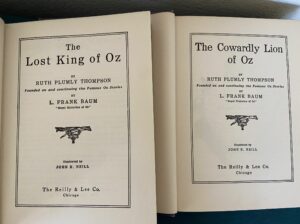 The
Lost King of Oz
BY
RUTH PLUMLY THOMPSON
Founded on and continuing the Famous Oz Stories
BY
L. FRANK BAUM
"Royal Historian of Oz"
Illustrated by
JOHN R. NEILL
The Reilly & Lee Co.
Chicago
The Cowardly Lion
of Oz
BY
RUTH PLUMLY THOMPSON
Founded on and continuing the Famous Oz Stories
BY
L. FRANK BAUM
"Royal Historian of Oz"
Illustrated by
JOHN R. NEILL
The Reilly & Lee Co.
Chicago